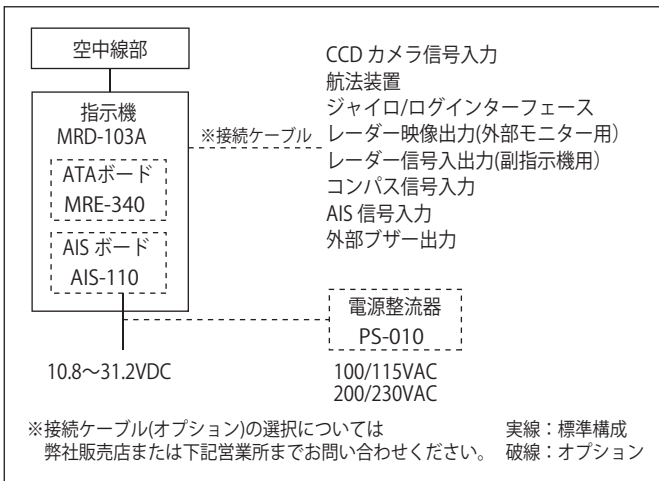 空中線部
指示機
MRD-103A
ATAボード
MRE-340
AIS ボード
AIS-110
10.8〜31.2VDC
※接続ケーブル
CCD カメラ信号入力
航法装置
ジャイロ/ログインターフェース
レーダー映像出力(外部モニター用)
レーダー信号入出力(副指示機用)
コンパス信号入力
AIS 信号入力
外部ブザー出力
電源整流器
PS-010
100/115VAC
200/230VAC
※接続ケーブル(オプション)の選択については
弊社販売店または下記営業所までお問い合わせください。
実線：標準構成
破線：オプション